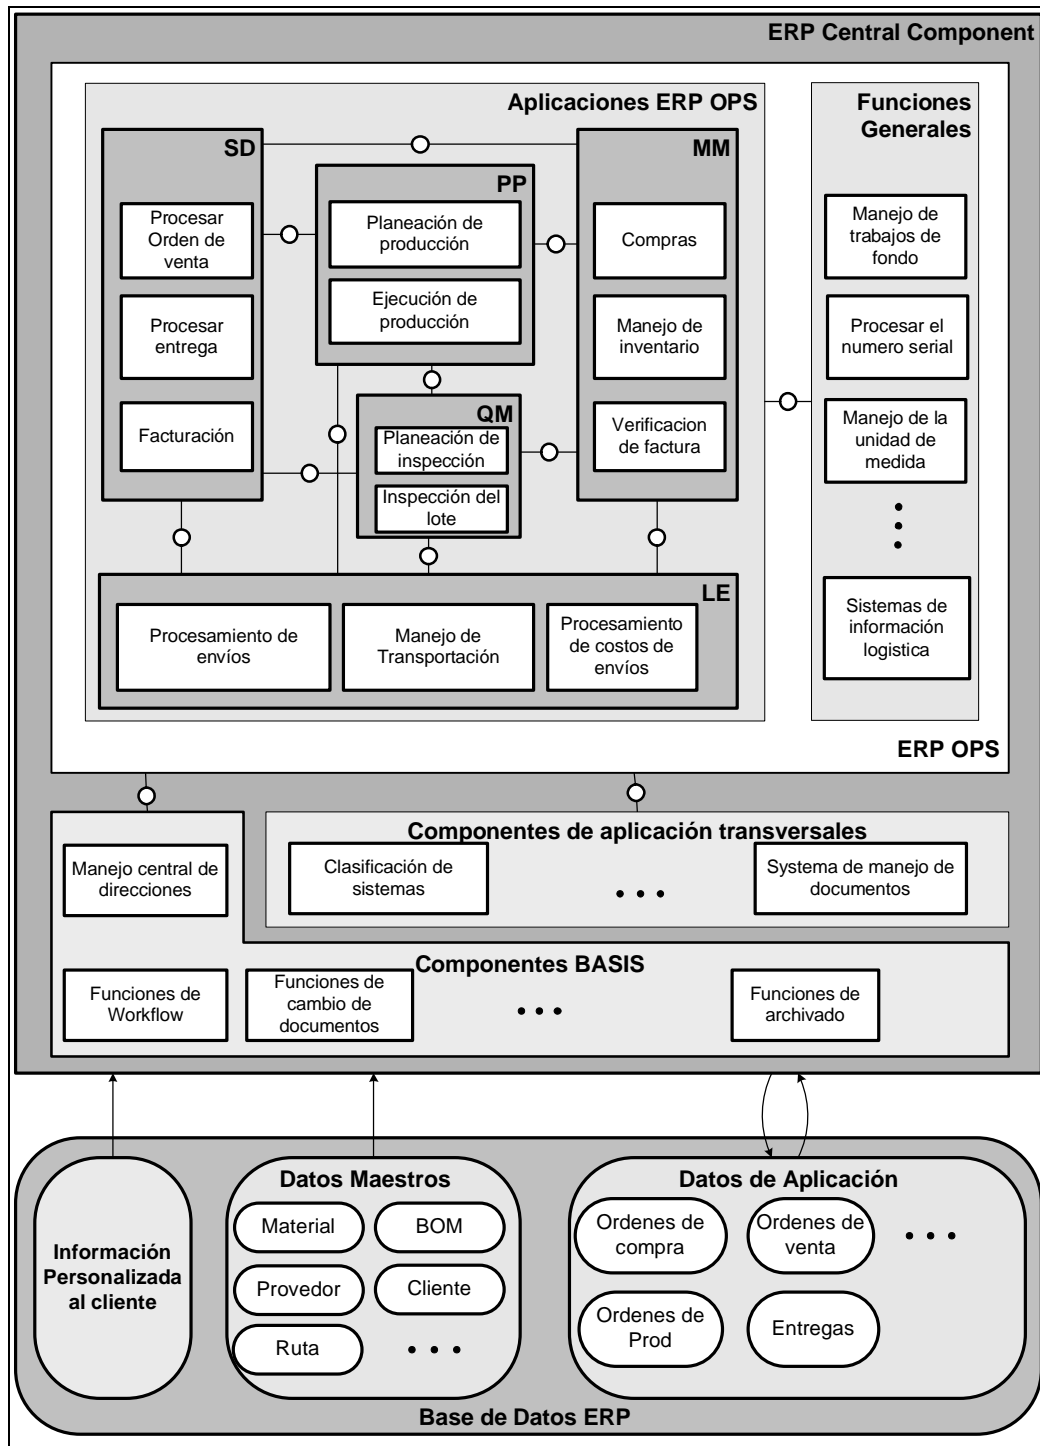 ERP Central Component
Aplicaciones ERP OPS
Funciones
Generales
SD
Procesar
Orden de
venta
Procesar
entrega
Facturación
PP
Planeación de
producción
Ejecución de
producción
QM
Planeación de
inspección
Inspección del
lote
MM
Compras
Manejo de
inventario
Verificacion
de factura
LE
Procesamiento de
envíos
Manejo de
Transportación
Procesamiento
de costos de
envíos
Manejo de
trabajos de
fondo
Procesar el
numero serial
Manejo de la
unidad de
medida
Sistemas de
información
logistica
ERP OPS
Componentes de aplicación transversales
Clasificación de
sistemas
Systema de manejo de
documentos
Manejo central de
direcciones
Componentes BASIS
Funciones de
Workflow
Funciones de
cambio de
documentos
Funciones de
archivado
Información
Personalizada
al cliente
Datos Maestros
Material
BOM
Provedor
Cliente
Ruta
Datos de Aplicación
Ordenes de
compra
Ordenes de
venta
Ordenes de
Prod
Entregas
Base de Datos ERP